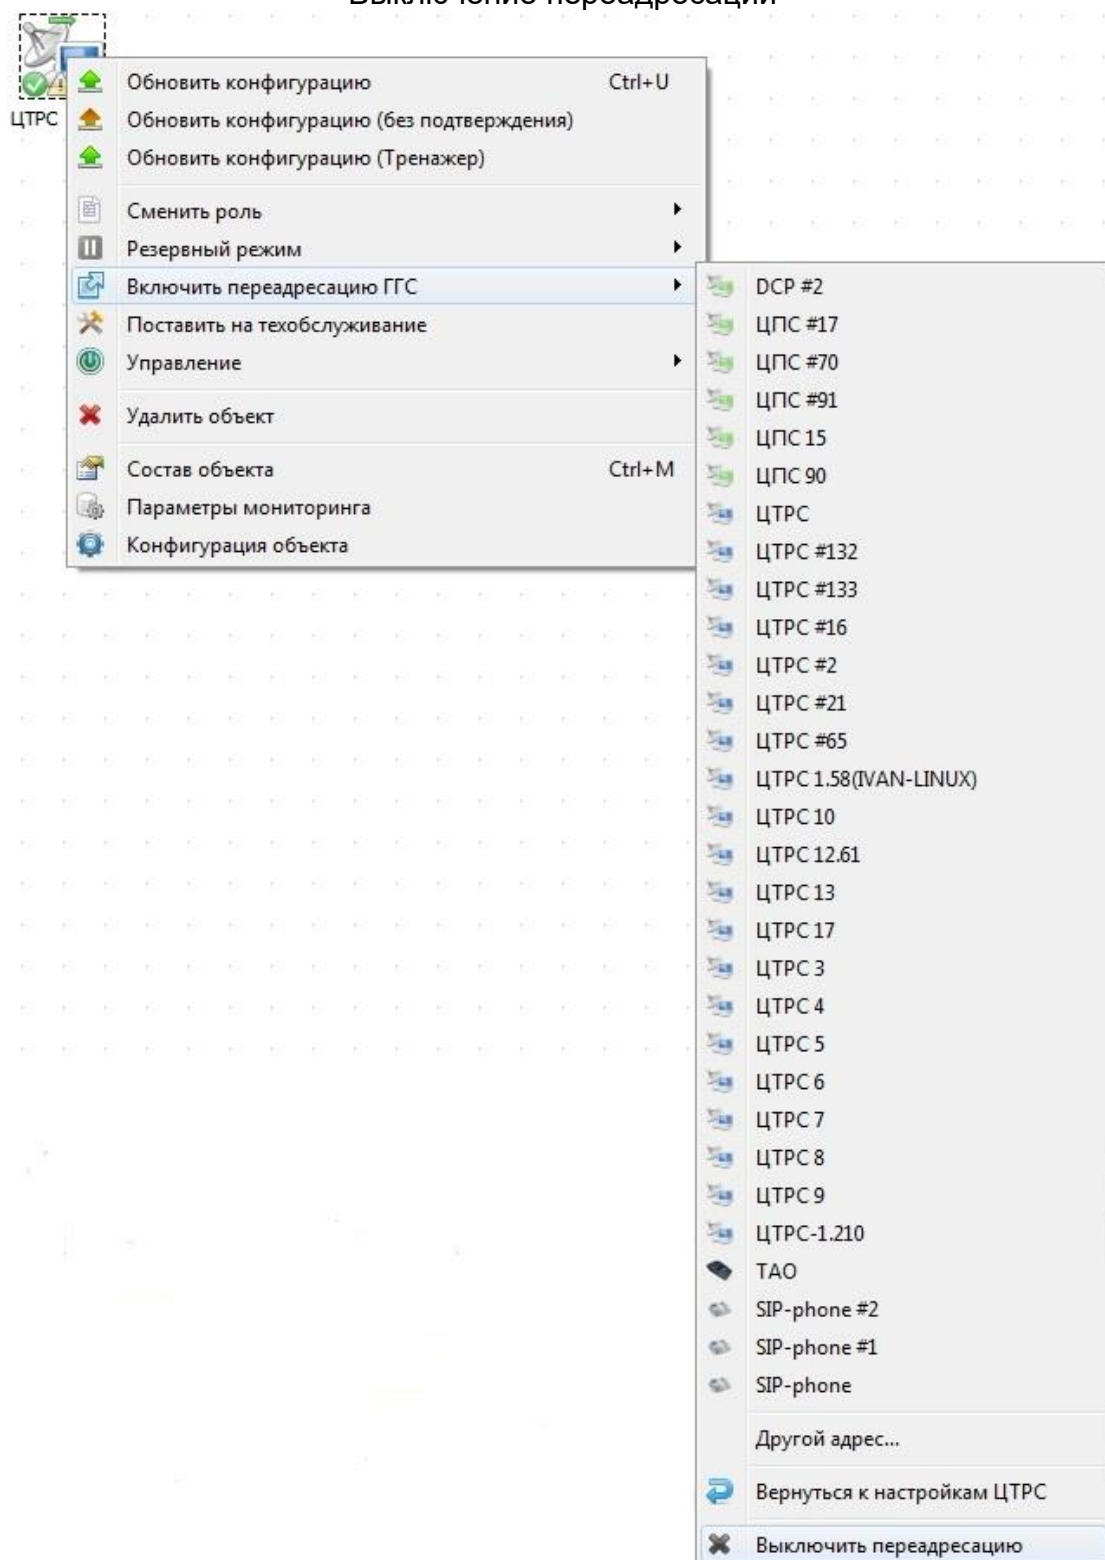 Выключение переадресации
ЦТРС
Обновить конфигурацию Ctrl+U
Обновить конфигурацию (без подтверждения)
Обновить конфигурацию (Тренажер)
Сменить роль
Резервный режим
Включить переадресацию ГГС
Поставить на техобслуживание
Управление
Удалить объект
Состав объекта Ctrl+M
Параметры мониторинга
Конфигурация объекта
DCP #2
ЦПС #17
ЦПС #70
ЦПС #91
ЦПС 15
ЦПС 90
ЦТРС
ЦТРС #132
ЦТРС #133
ЦТРС #16
ЦТРС #2
ЦТРС #21
ЦТРС #65
ЦТРС 1.58(IVAN-LINUX)
ЦТРС 10
ЦТРС 12.61
ЦТРС 13
ЦТРС 17
ЦТРС 3
ЦТРС 4
ЦТРС 5
ЦТРС 6
ЦТРС 7
ЦТРС 8
ЦТРС 9
ЦТРС-1.210
ТАО
SIP-phone #2
SIP-phone #1
SIP-phone
Другой адрес...
Вернуться к настройкам ЦТРС
Выключить переадресацию